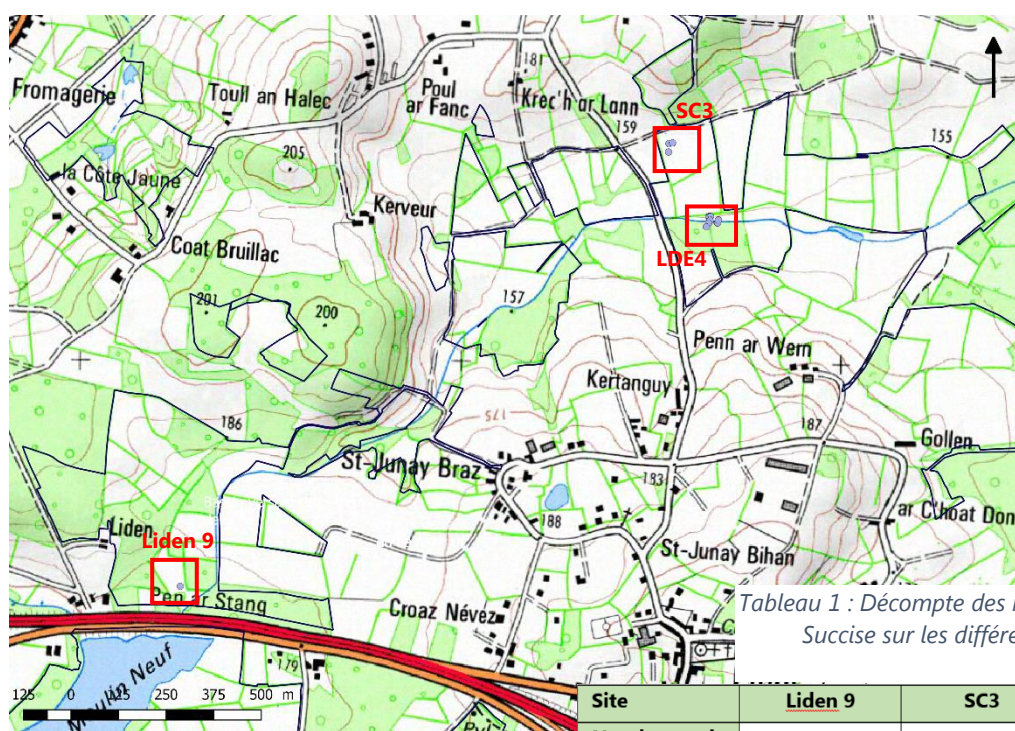 181
Fromagerie
Toull an Halec
Poul
ar Fanc
Krec'h ar Lann
SC3
159
155
205
la Côte Jaune
Kerveur
Coat Bruillac
LDE4
201
200
157
Penn ar Wern
Kertanguy
175
186
187
Gollen
St-Junay Braz
183
ar C'hoat Don
188
Liden
Liden 9
St-Junay Bihan
Pen ar Stang
Croaz Névez
Tableau 1 : Décompte des
Succise sur les différe
179
Moulin Neuf
125 0 125 250 375 500 m
Site Liden 9 SC3